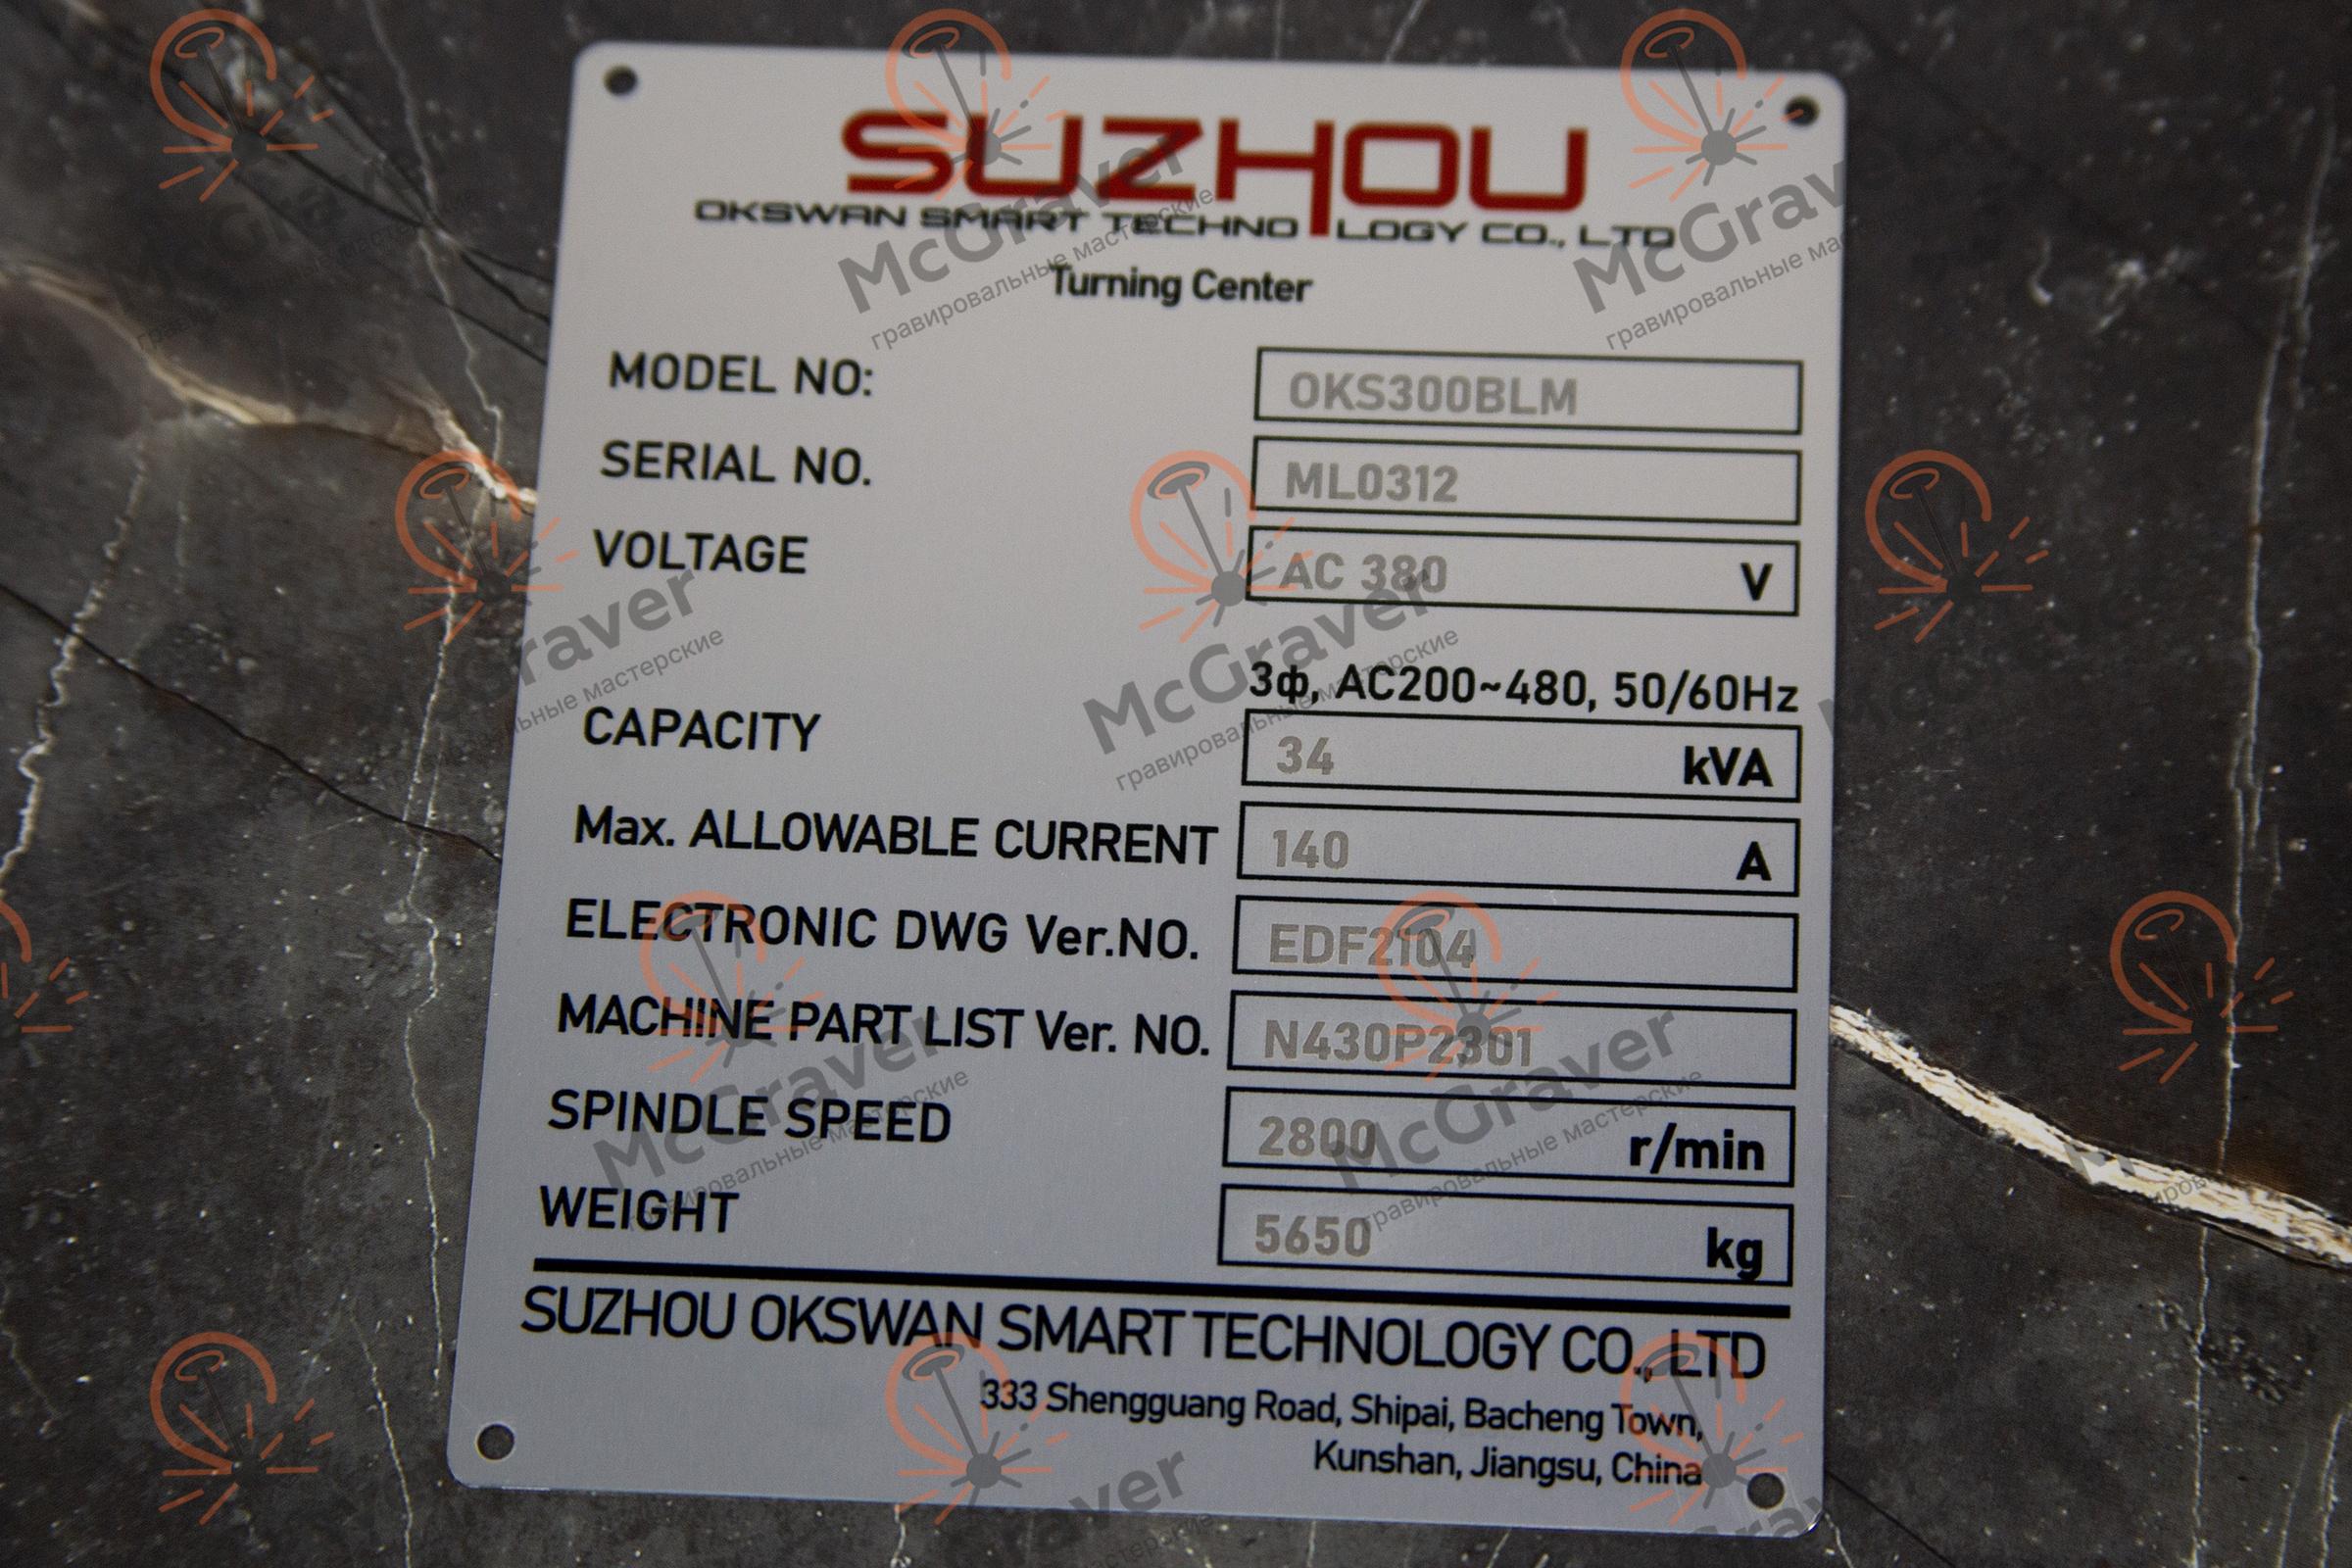 SUZHOU
OKSWAN SMART TECHNOLOGY CO., LTD
Turning Center
MODEL NO: OKS300BLM
SERIAL NO. ML0312
VOLTAGE AC 380 V
3ф, AC200~480, 50/60Hz
CAPACITY 34 kVA
Max. ALLOWABLE CURRENT 140 A
ELECTRONIC DWG Ver.NO. EDF2104
MACHINE PART LIST Ver. NO. N430P2301
SPINDLE SPEED 2800 r/min
WEIGHT 5650 kg
SUZHOU OKSWAN SMART TECHNOLOGY CO., LTD
333 Shengguang Road, Shipai, Bacheng Town,
Kunshan, Jiangsu, China
McGraver
гравировальные мастерские